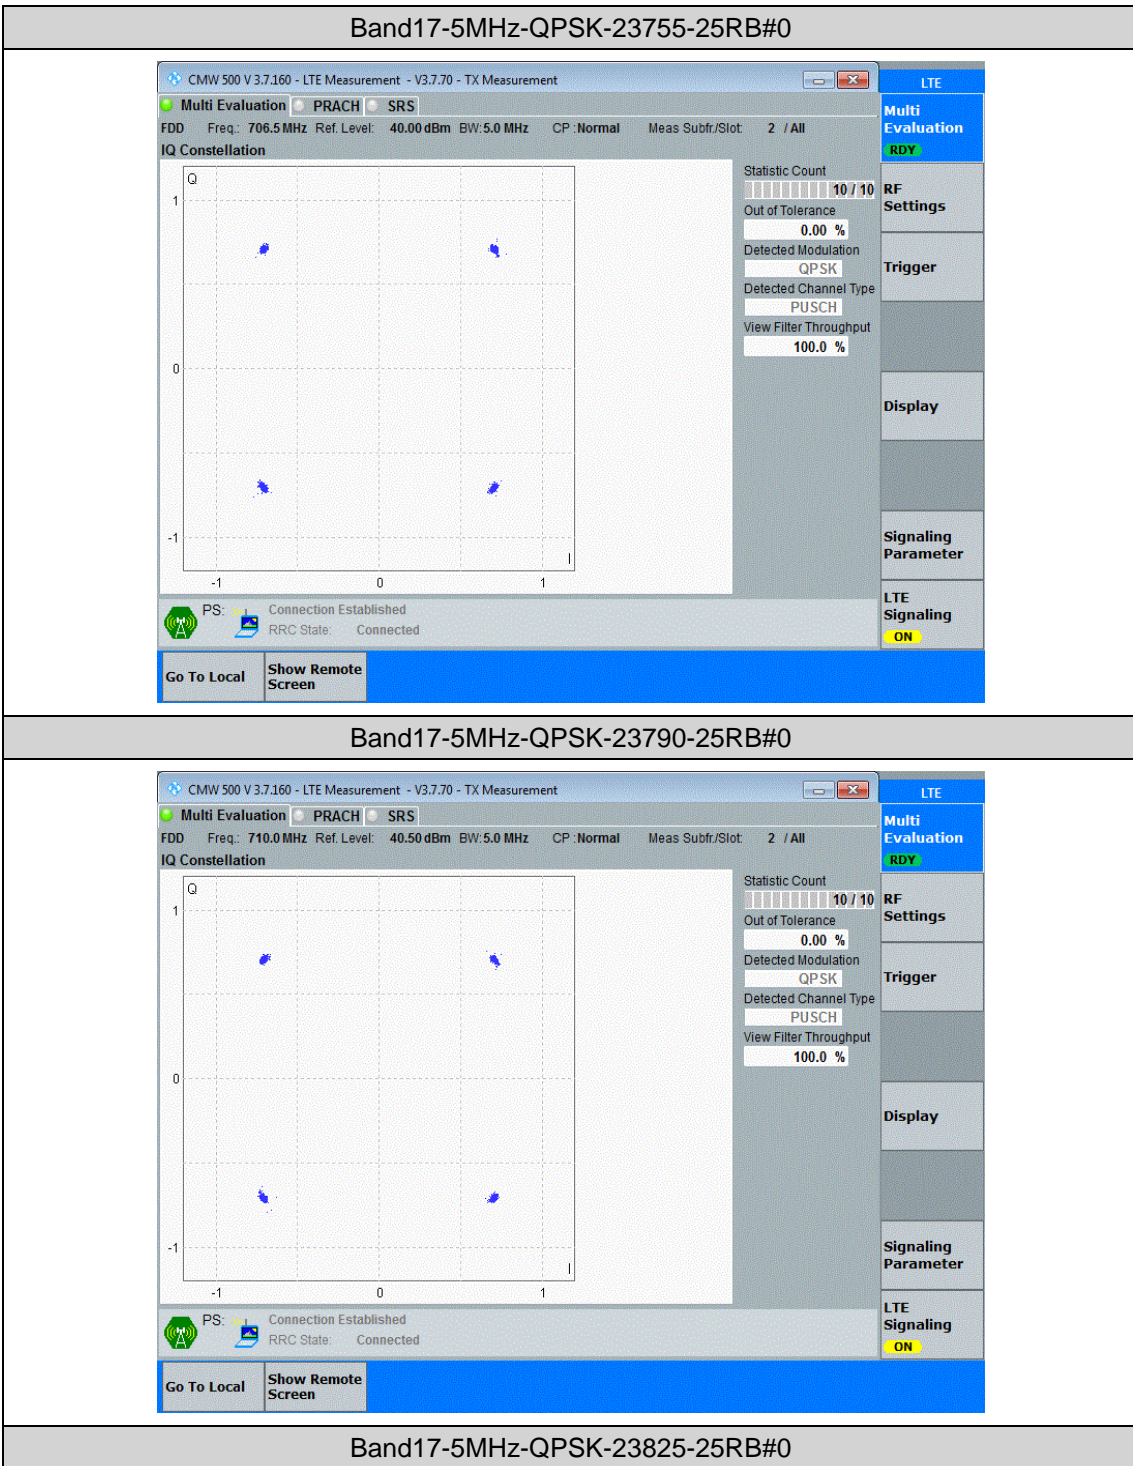 Band17-5MHz-QPSK-23755-25RB#0
CMW 500 V 3.7.160 - LTE Measurement - V3.7.70 - TX Measurement
LTE
Multi Evaluation PRACH SRS
FDD Freq.: 706.5 MHz Ref. Level: 40.00 dBm BW: 5.0 MHz CP : Normal Meas Subfr./Slot: 2 / All
IQ Constellation
Multi
Evaluation
RDY
Q
1
0
-1
-1 0 1
I
Statistic Count
10 / 10
Out of Tolerance
0.00 %
Detected Modulation
QPSK
Detected Channel Type
PUSCH
View Filter Throughput
100.0 %
RF
Settings
Trigger
Display
Signaling
Parameter
LTE
Signaling
ON
PS: Connection Established
RRC State: Connected
Go To Local
Show Remote
Screen
Band17-5MHz-QPSK-23790-25RB#0
CMW 500 V 3.7.160 - LTE Measurement - V3.7.70 - TX Measurement
LTE
Multi Evaluation PRACH SRS
FDD Freq.: 710.0 MHz Ref. Level: 40.50 dBm BW: 5.0 MHz CP : Normal Meas Subfr./Slot: 2 / All
IQ Constellation
Multi
Evaluation
RDY
Q
1
0
-1
-1 0 1
I
Statistic Count
10 / 10
Out of Tolerance
0.00 %
Detected Modulation
QPSK
Detected Channel Type
PUSCH
View Filter Throughput
100.0 %
RF
Settings
Trigger
Display
Signaling
Parameter
LTE
Signaling
ON
PS: Connection Established
RRC State: Connected
Go To Local
Show Remote
Screen
Band17-5MHz-QPSK-23825-25RB#0